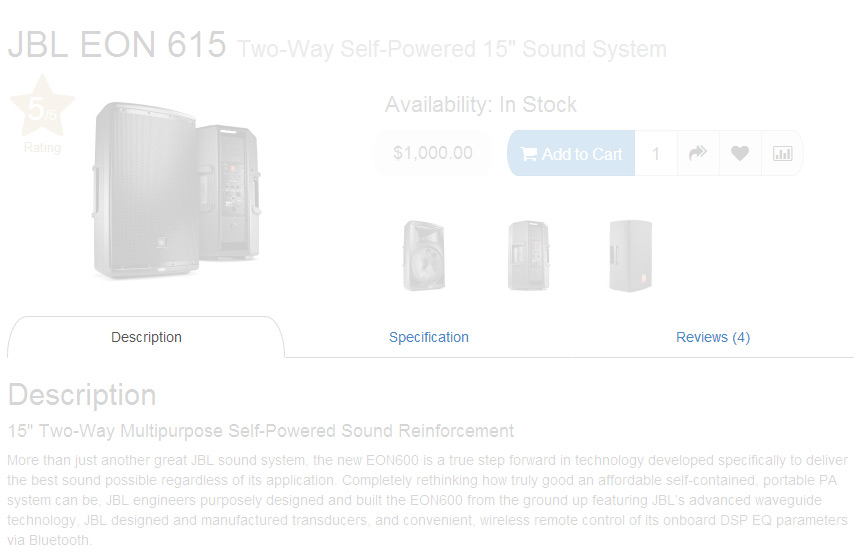 JBL EON 615 Two-Way Self-Powered 15" Sound System
5/5
Rating
Availability: In Stock
$1,000.00
Add to Cart
1
Description
Specification
Reviews (4)
Description
15" Two-Way Multipurpose Self-Powered Sound Reinforcement
More than just another great JBL sound system, the new EON600 is a true step forward in technology developed specifically to deliver
the best sound possible regardless of its application. Completely rethinking how truly good an affordable self-contained, portable PA
system can be, JBL engineers purposely designed and built the EON600 from the ground up featuring JBL's advanced waveguide
technology, JBL designed and manufactured transducers, and convenient, wireless remote control of its onboard DSP EQ parameters
via Bluetooth.